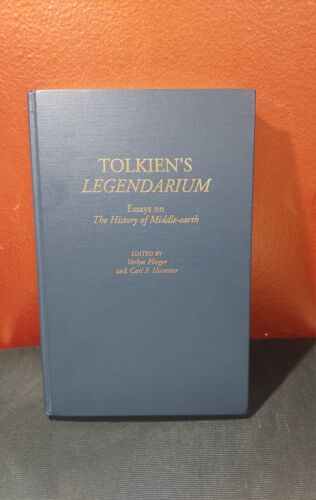 TOLKIEN'S
LEGENDARIUM
Essays on
The History of Middle-earth
EDITED BY
Verlyn Flieger
and Carl F. Hostetter